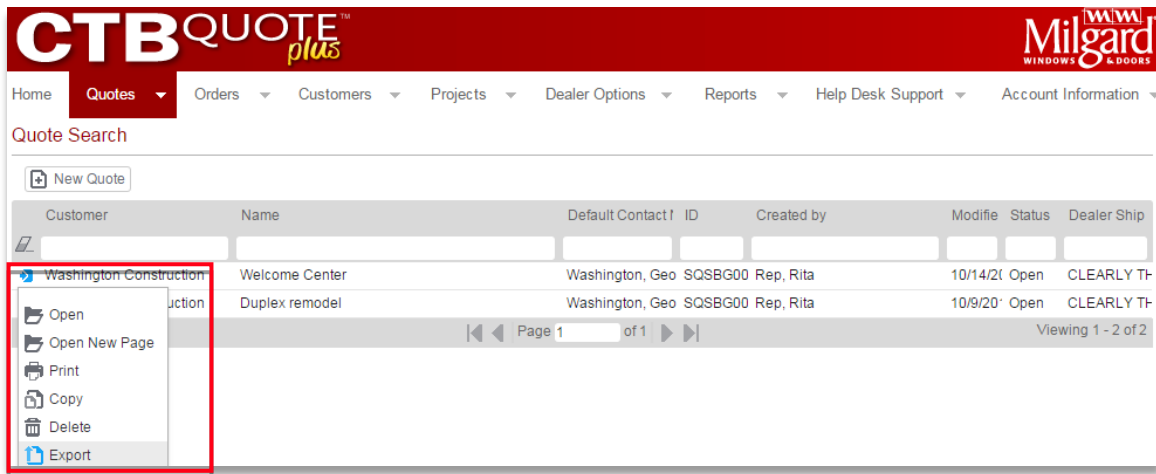 CTBQUOTE plus ™
Milgard
WINDOWS & DOORS
Home Quotes Orders Customers Projects Dealer Options Reports Help Desk Support Account Information
Quote Search
New Quote
Customer Name Default Contact ID Created by Modifie Status Dealer Ship
Washington Construction Welcome Center Washington, Geo SQSBG00 Rep, Rita 10/14/2 Open CLEARLY TH
uction Duplex remodel Washington, Geo SQSBG00 Rep, Rita 10/9/20 Open CLEARLY TH
Page 1 of 1 Viewing 1 - 2 of 2
Open
Open New Page
Print
Copy
Delete
Export